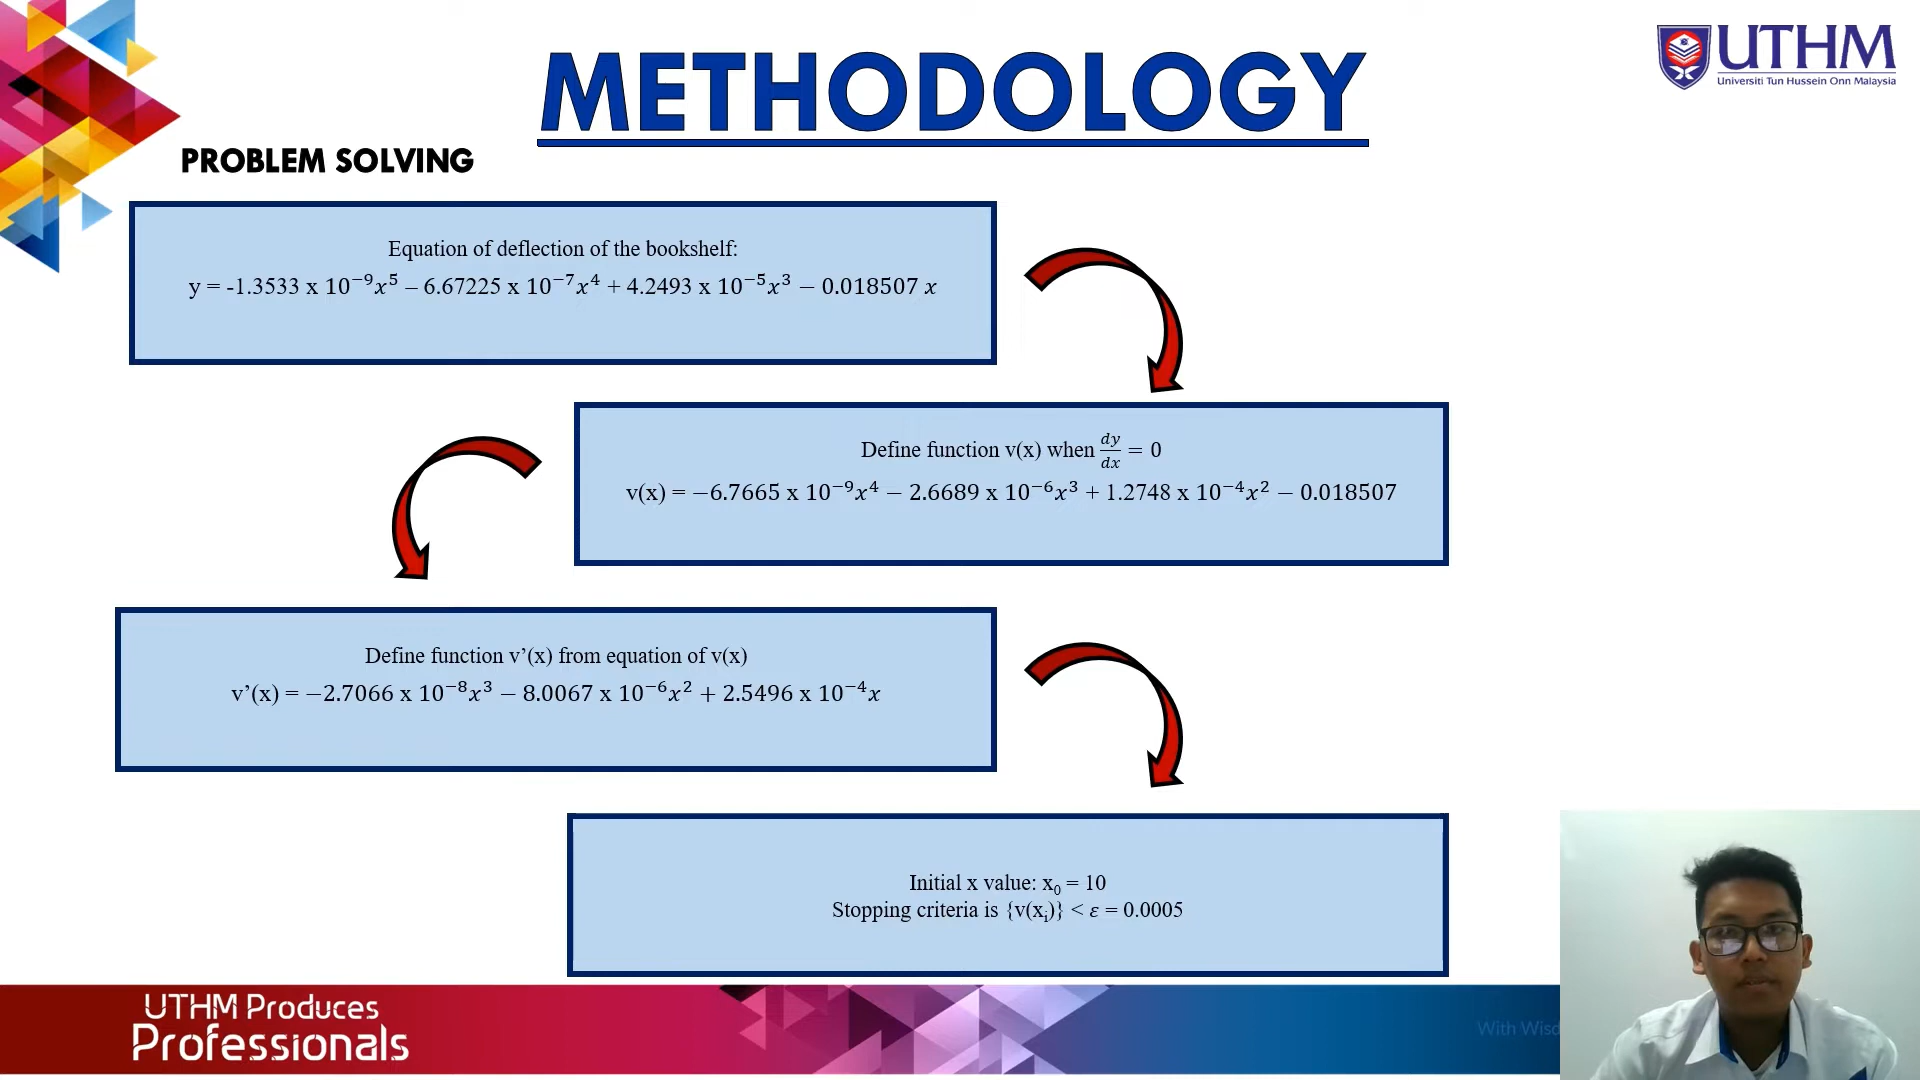 METHODOLOGY
UTHM
Universiti Tun Hussein Onn Malaysia
PROBLEM SOLVING
Equation of deflection of the bookshelf:
y = -1.3533 x 10⁻⁹x⁵ – 6.67225 x 10⁻⁷x⁴ + 4.2493 x 10⁻⁵x³ − 0.018507 x
Define function v(x) when dy/dx = 0
v(x) = −6.7665 x 10⁻⁹x⁴ − 2.6689 x 10⁻⁶x³ + 1.2748 x 10⁻⁴x² − 0.018507
Define function v’(x) from equation of v(x)
v’(x) = −2.7066 x 10⁻⁸x³ − 8.0067 x 10⁻⁶x² + 2.5496 x 10⁻⁴x
Initial x value: x₀ = 10
Stopping criteria is {v(xᵢ)} < ε = 0.0005
UTHM Produces
Professionals
With